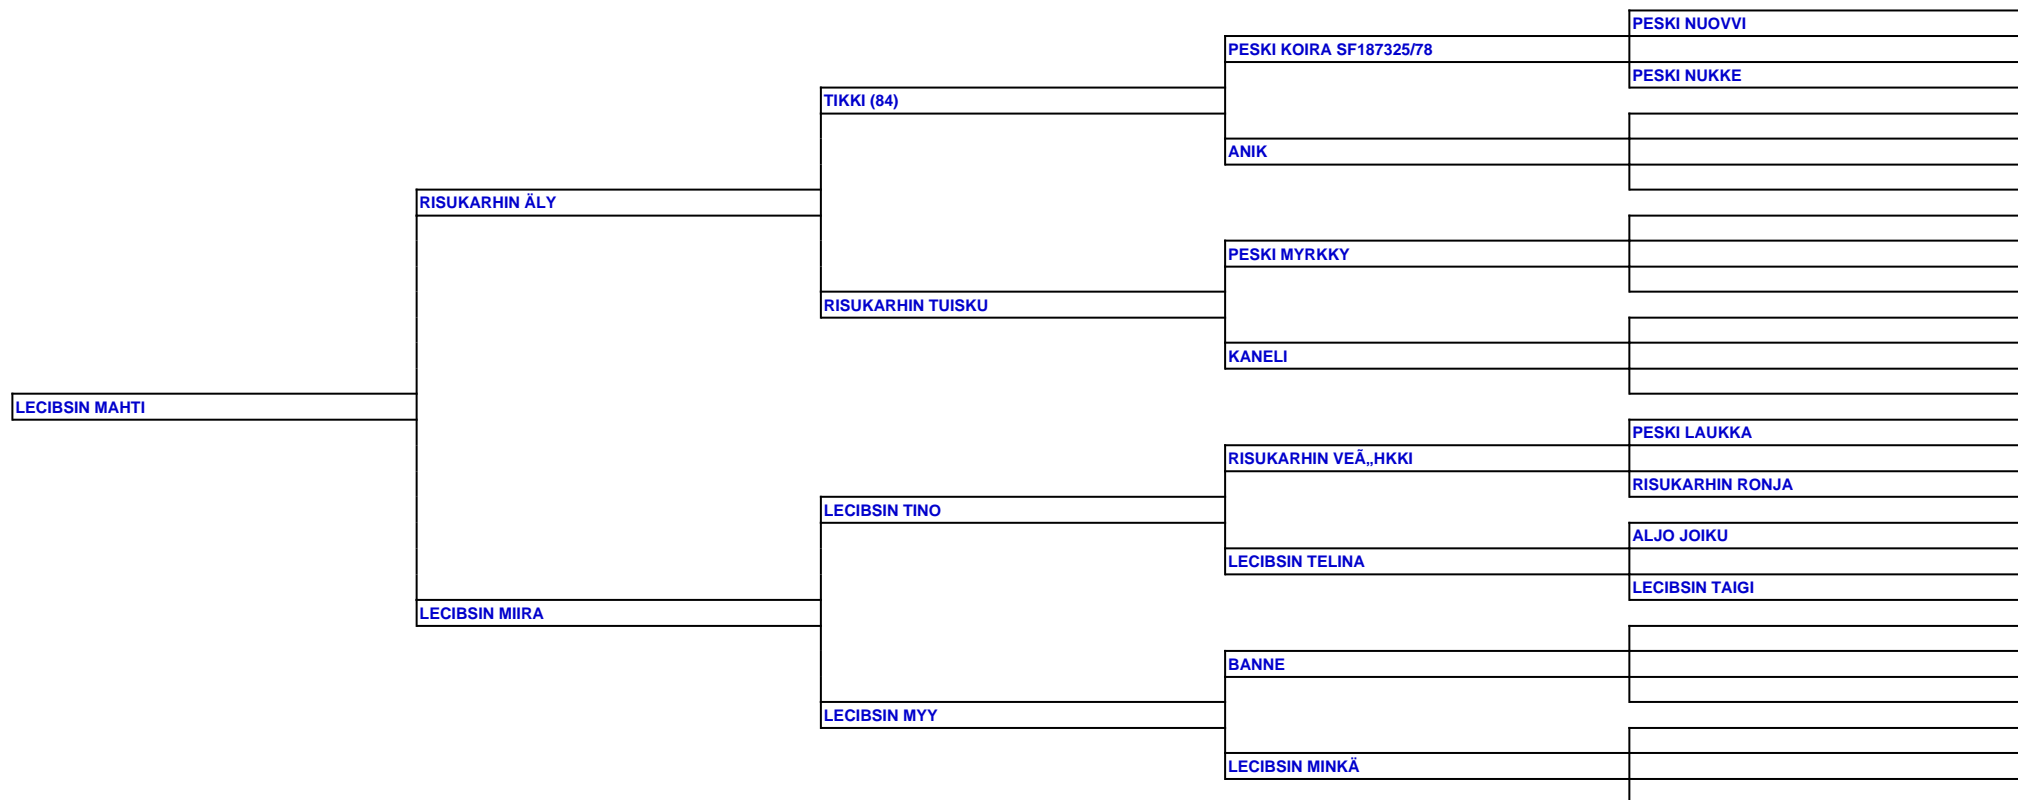 PESKI NUOVVI
PESKI KOIRA SF187325/78
PESKI NUKKE
TIKKI (84)
ANIK
RISUKARHIN ÄLY
PESKI MYRKKY
RISUKARHIN TUISKU
KANELI
LECIBSIN MAHTI
PESKI LAUKKA
RISUKARHIN VEÃ„HKKI
RISUKARHIN RONJA
LECIBSIN TINO
ALJO JOIKU
LECIBSIN TELINA
LECIBSIN TAIGI
LECIBSIN MIIRA
BANNE
LECIBSIN MYY
LECIBSIN MINKÄ